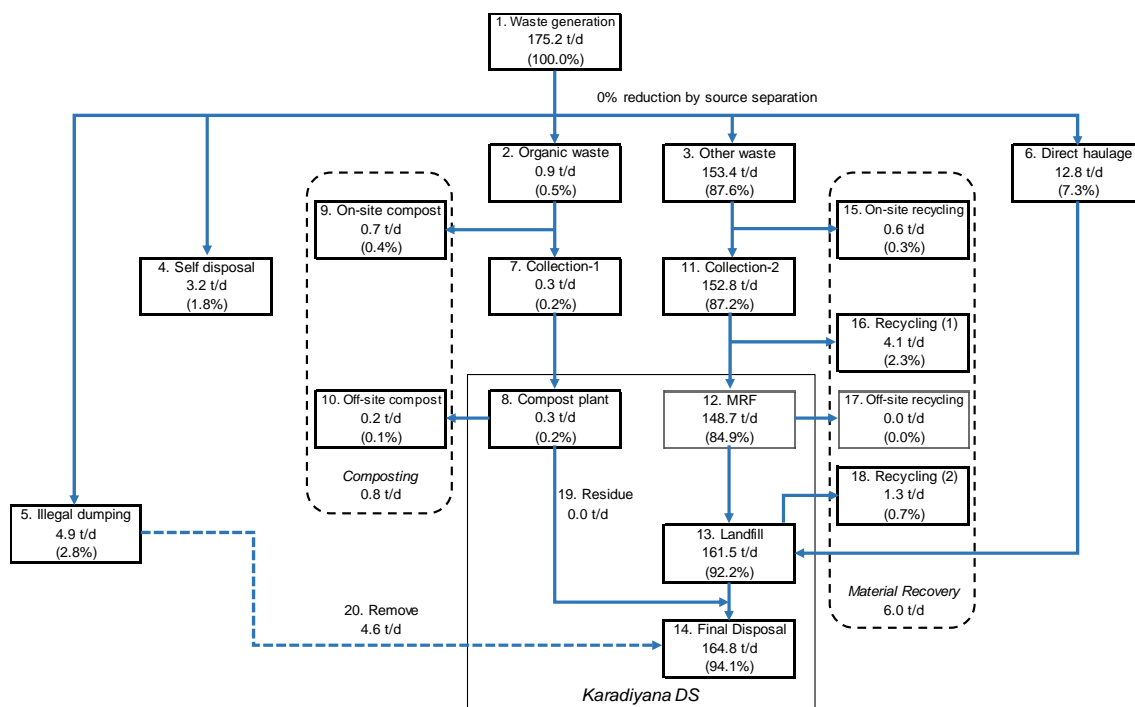 1. Waste generation
175.2 t/d
(100.0%)
0% reduction by source separation
2. Organic waste
0.9 t/d
(0.5%)
3. Other waste
153.4 t/d
(87.6%)
6. Direct haulage
12.8 t/d
(7.3%)
9. On-site compost
0.7 t/d
(0.4%)
15. On-site recycling
0.6 t/d
(0.3%)
4. Self disposal
3.2 t/d
(1.8%)
7. Collection-1
0.3 t/d
(0.2%)
11. Collection-2
152.8 t/d
(87.2%)
16. Recycling (1)
4.1 t/d
(2.3%)
10. Off-site compost
0.2 t/d
(0.1%)
8. Compost plant
0.3 t/d
(0.2%)
12. MRF
148.7 t/d
(84.9%)
17. Off-site recycling
0.0 t/d
(0.0%)
Composting
0.8 t/d
18. Recycling (2)
1.3 t/d
(0.7%)
19. Residue
0.0 t/d
5. Illegal dumping
4.9 t/d
(2.8%)
13. Landfill
161.5 t/d
(92.2%)
Material Recovery
6.0 t/d
20. Remove
4.6 t/d
14. Final Disposal
164.8 t/d
(94.1%)
Karadiyana DS